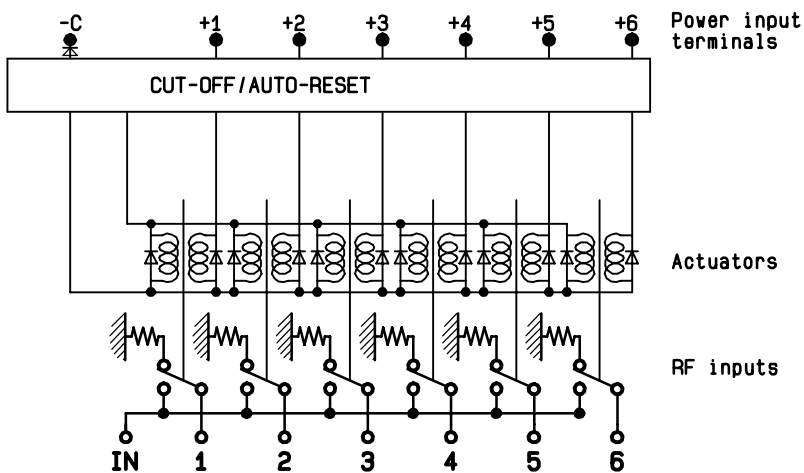 -C +1 +2 +3 +4 +5 +6 Power input
terminals
CUT-OFF/AUTO-RESET
Actuators
RF inputs
IN 1 2 3 4 5 6